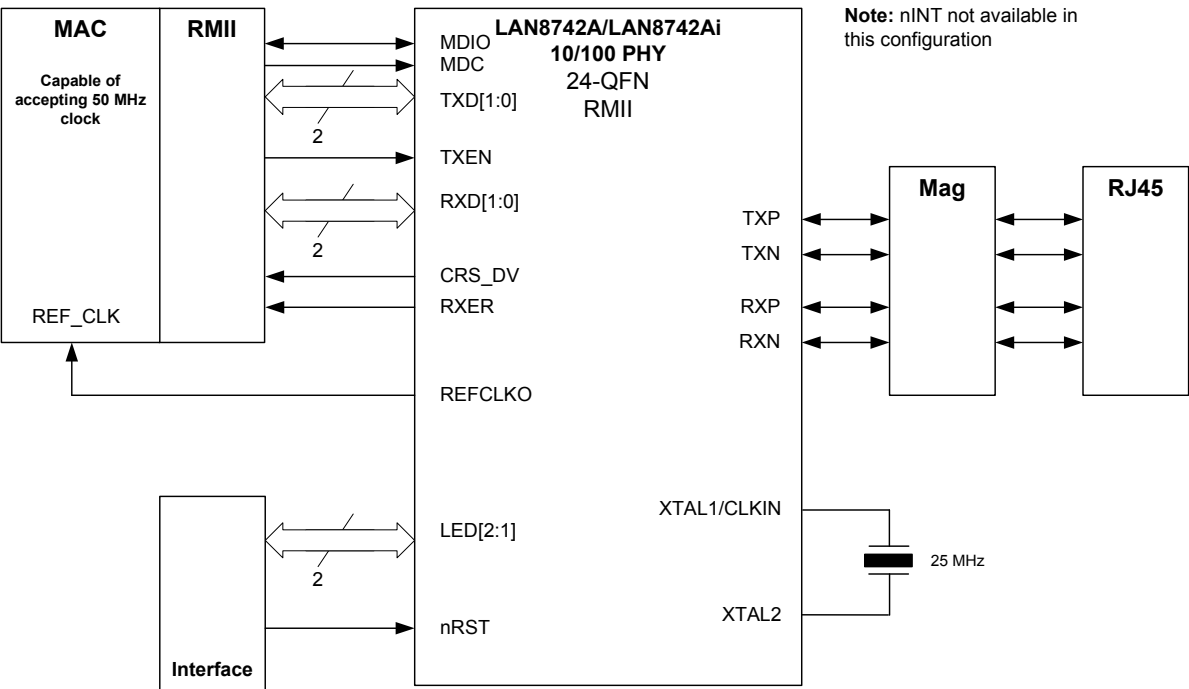 MAC
RMII
Capable of
accepting 50 MHz
clock
REF_CLK
LAN8742A/LAN8742Ai
10/100 PHY
24-QFN
RMII
Note: nINT not available in
this configuration
MDIO
MDC
TXD[1:0]
2
TXEN
RXD[1:0]
2
CRS_DV
RXER
REFCLKO
TXP
TXN
RXP
RXN
Mag
RJ45
LED[2:1]
2
nRST
Interface
XTAL1/CLKIN
25 MHz
XTAL2